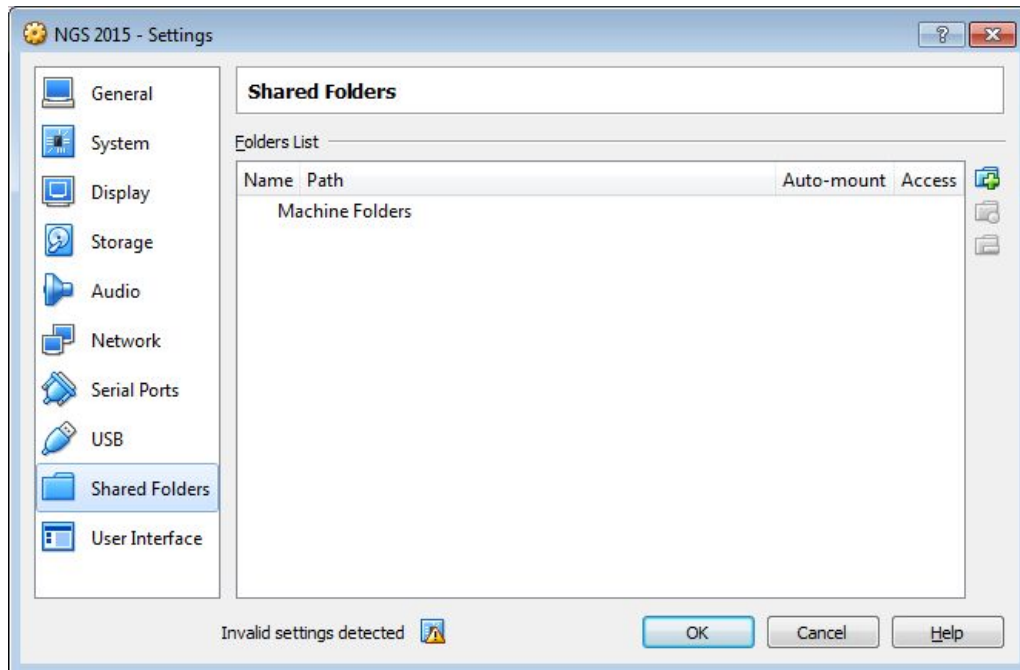 NGS 2015 - Settings
General
System
Display
Storage
Audio
Network
Serial Ports
USB
Shared Folders
User Interface
Shared Folders
Folders List
Name Path Auto-mount Access
Machine Folders
Invalid settings detected
OK Cancel Help